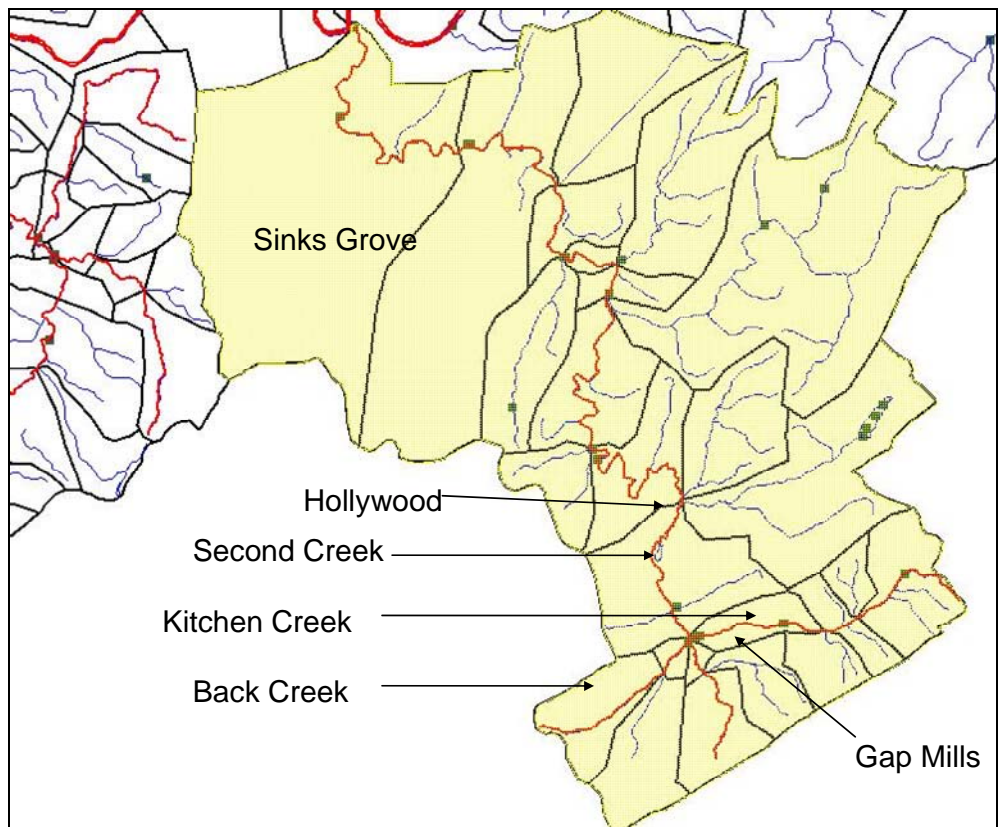 Sinks Grove
Hollywood
Second Creek
Kitchen Creek
Back Creek
Gap Mills